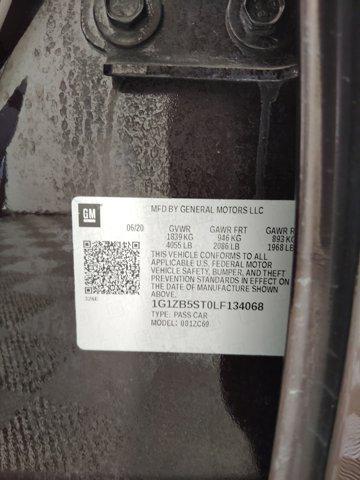 GM
MFD BY GENERAL MOTORS LLC
06/20 GVWR GAWR FRT GAWR
1839 KG 946 KG 893 KG
4055 LB 2086 LB 1968 LB
THIS VEHICLE CONFORMS TO ALL
APPLICABLE U.S. FEDERAL MOTOR
VEHICLE SAFETY, BUMPER, AND THEFT
PREVENTION STANDARDS IN EFFECT ON
THE DATE OF MANUFACTURE SHOWN
ABOVE.
1G1ZB5ST0LF134068
TYPE: PASS CAR
MODEL: 0B1ZC69